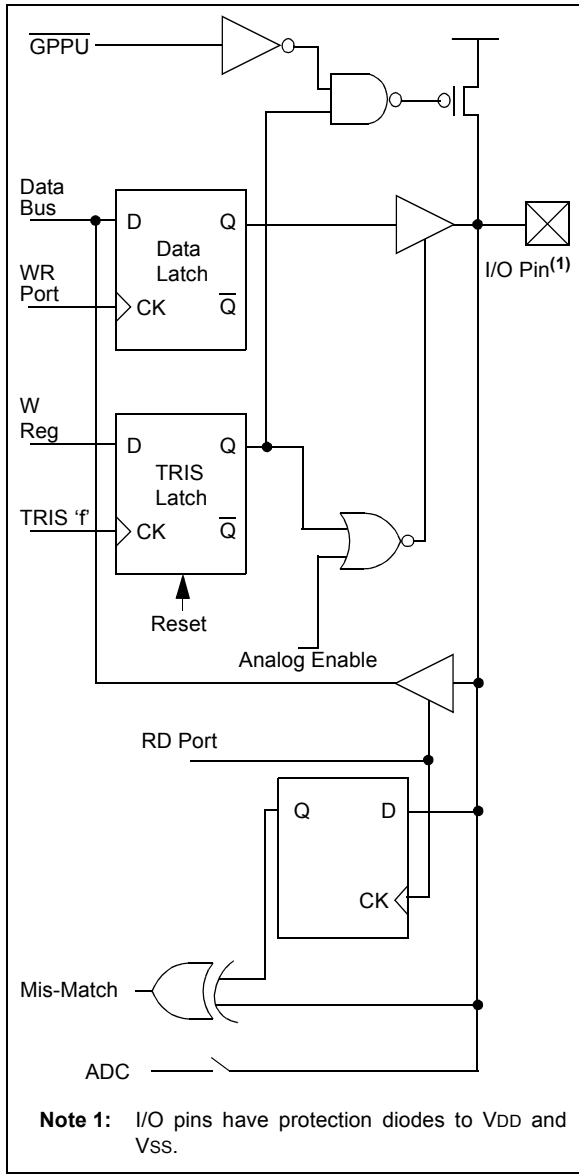 GPPU
Data
Bus
D
Q
Data
Latch
I/O Pin(1)
WR
Port
CK
Q
W
Reg
D
Q
TRIS
Latch
TRIS ‘f’
CK
Q
Reset
Analog Enable
RD Port
Q
D
CK
Mis-Match
ADC
Note 1: I/O pins have protection diodes to VDD and
VSS.